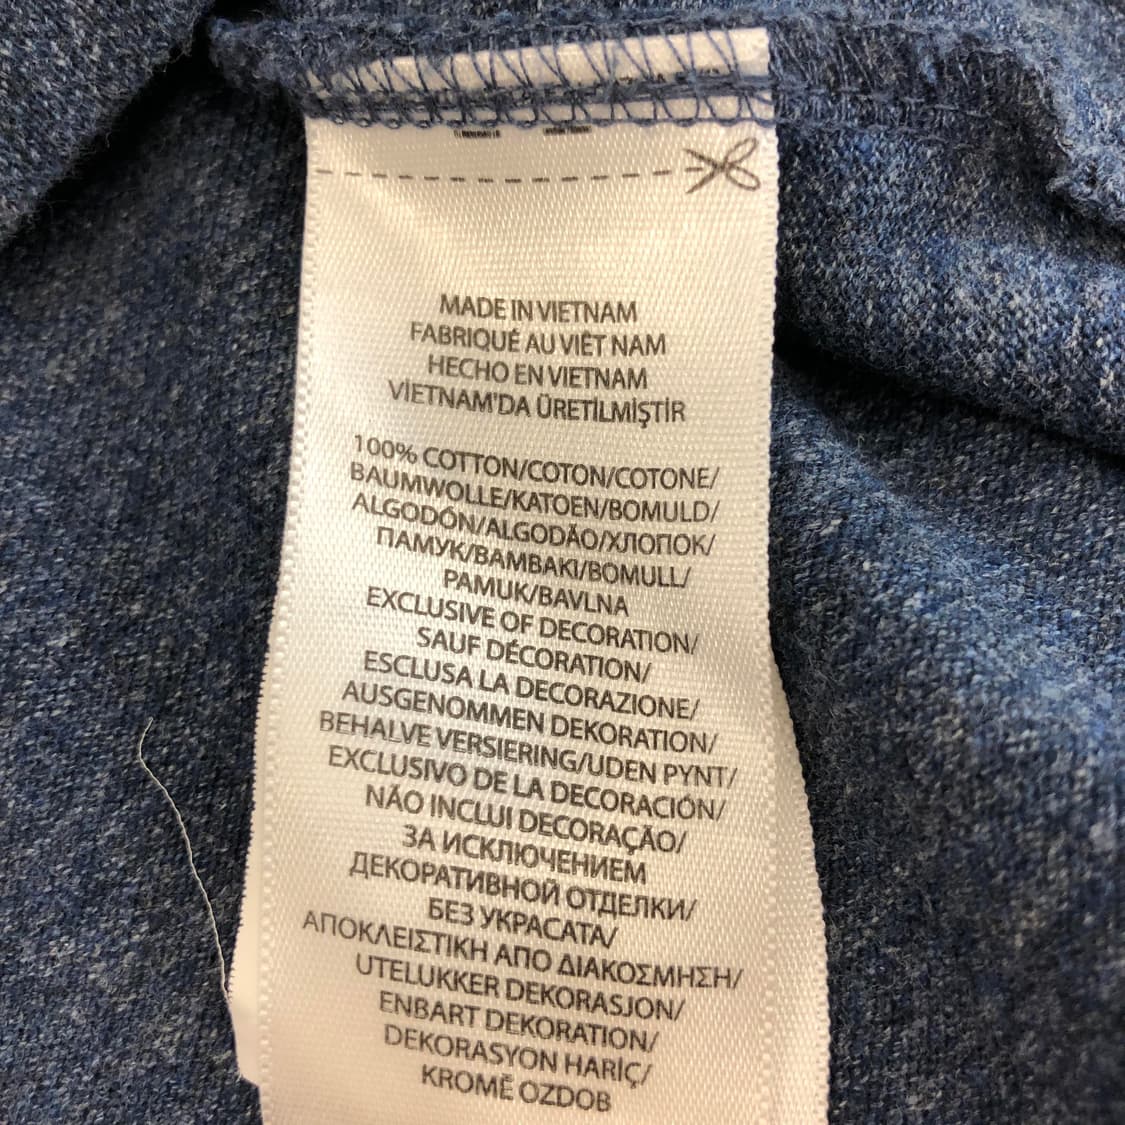 MADE IN VIETNAM
FABRIQUÉ AU VIÊT NAM
HECHO EN VIETNAM
VİETNAM'DA ÜRETİLMİŞTİR
100% COTTON/COTON/COTONE/
BAUMWOLLE/KATOEN/BOMULD/
ALGODÓN/ALGODÃO/ХЛОПОК/
ПАМУК/ΒΑΜΒΑΚΙ/BOMULL/
PAMUK/BAVLNA
EXCLUSIVE OF DECORATION/
SAUF DÉCORATION/
ESCLUSA LA DECORAZIONE/
AUSGENOMMEN DEKORATION/
BEHALVE VERSIERING/UDEN PYNT/
EXCLUSIVO DE LA DECORACIÓN/
NÃO INCLUI DECORAÇÃO/
ЗА ИСКЛЮЧЕНИЕМ
ДЕКОРАТИВНОЙ ОТДЕЛКИ/
БЕЗ УКРАСАТА/
ΑΠΟΚΛΕΙΣΤΙΚΗ ΑΠΟ ΔΙΑΚΟΣΜΗΣΗ/
UTELUKKER DEKORASJON/
ENBART DEKORATION/
DEKORASYON HARİÇ/
KROMĚ OZDOB